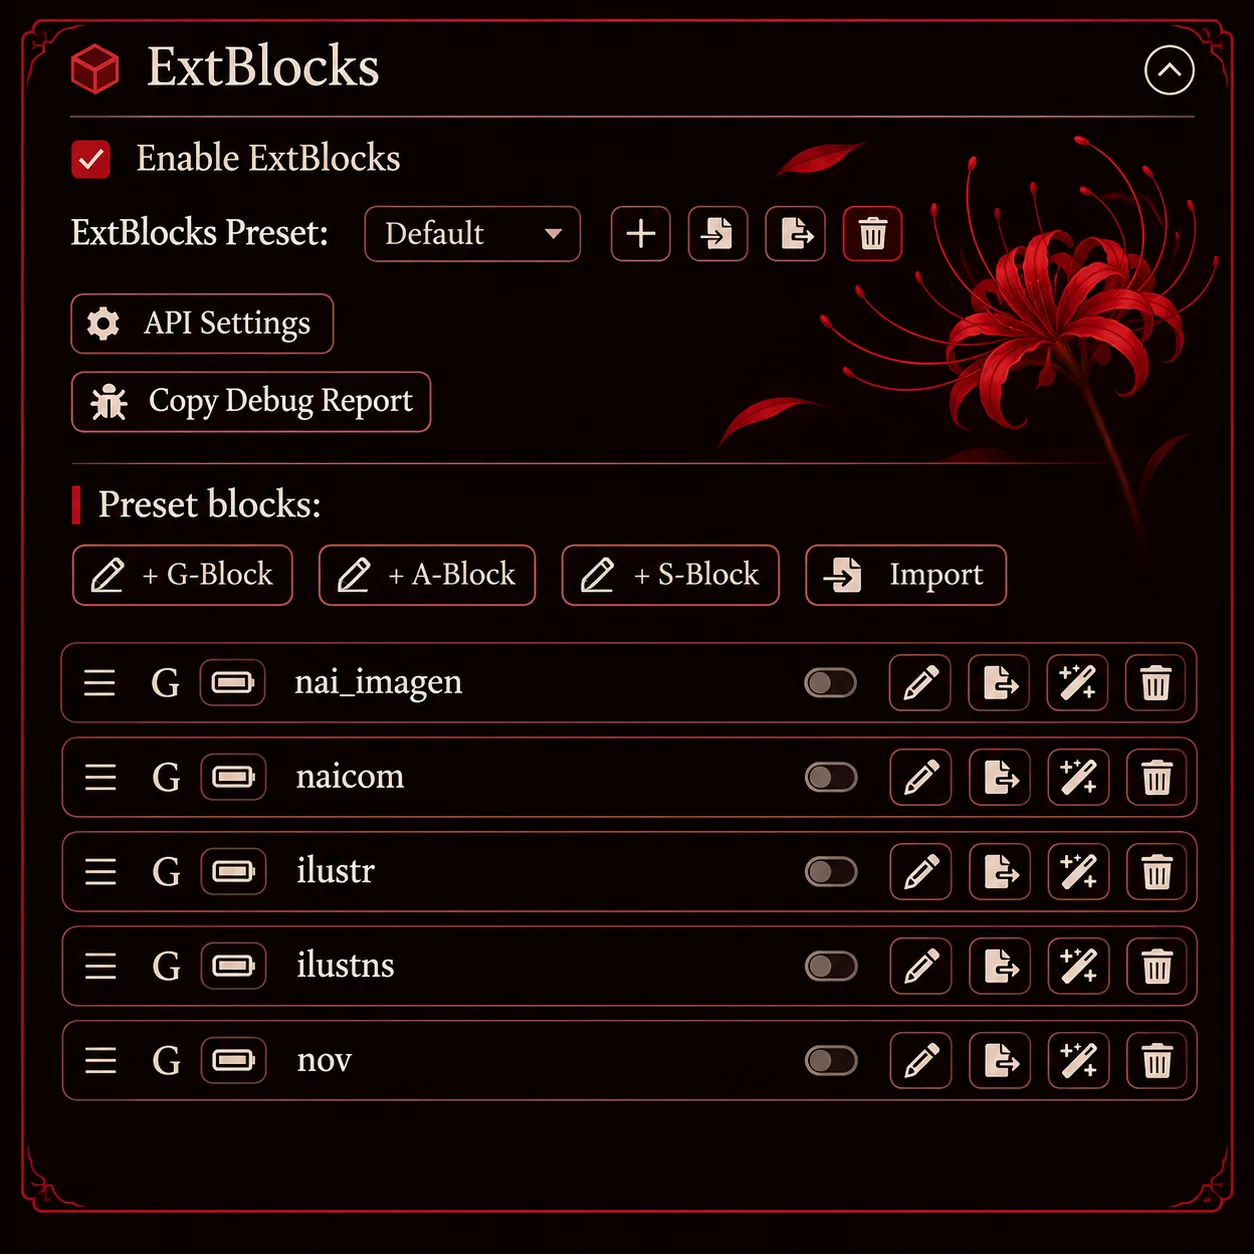 ExtBlocks
Enable ExtBlocks
ExtBlocks Preset: Default
API Settings
Copy Debug Report
Preset blocks:
+ G-Block + A-Block + S-Block Import
G nai_imagen
G naicom
G ilustr
G ilustns
G nov